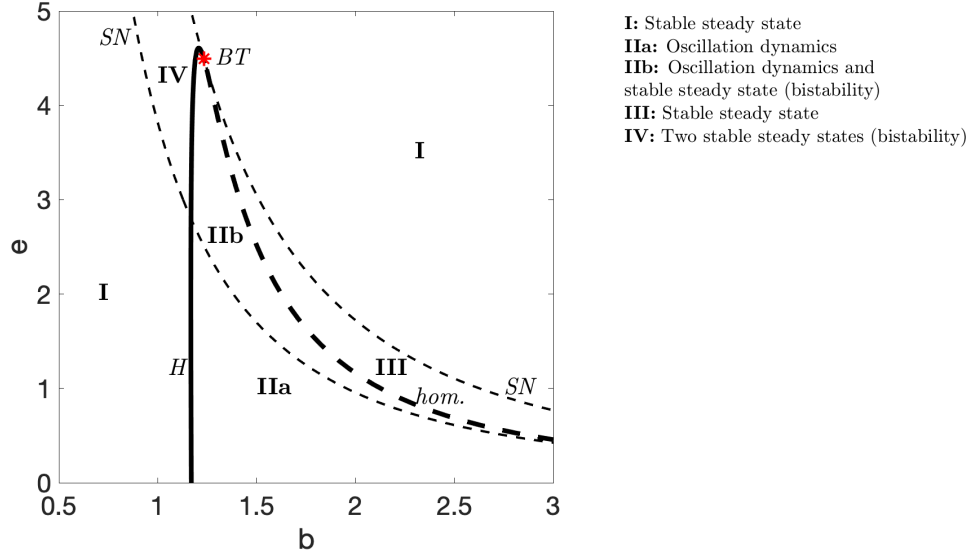 5
4
3
2
1
0
e
0.5
1
1.5
2
2.5
3
b
SN
BT
IV
I
IIb
I
H
III
IIa
hom.
SN
I: Stable steady state
IIa: Oscillation dynamics
IIb: Oscillation dynamics and
stable steady state (bistability)
III: Stable steady state
IV: Two stable steady states (bistability)